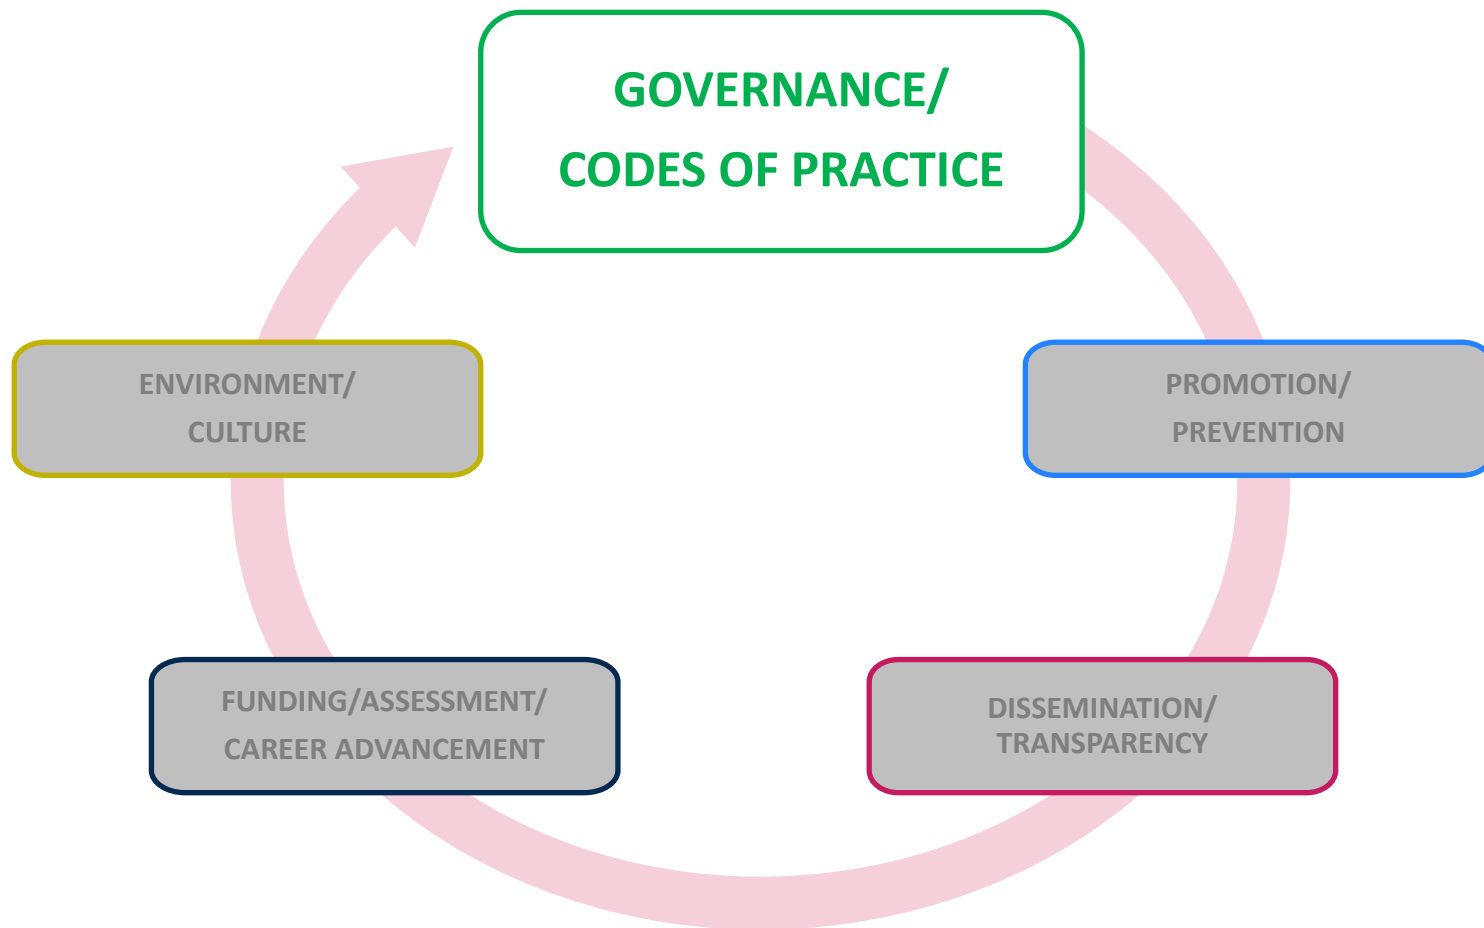 GOVERNANCE/
CODES OF PRACTICE
ENVIRONMENT/
CULTURE
PROMOTION/
PREVENTION
FUNDING/ASSESSMENT/
CAREER ADVANCEMENT
DISSEMINATION/
TRANSPARENCY